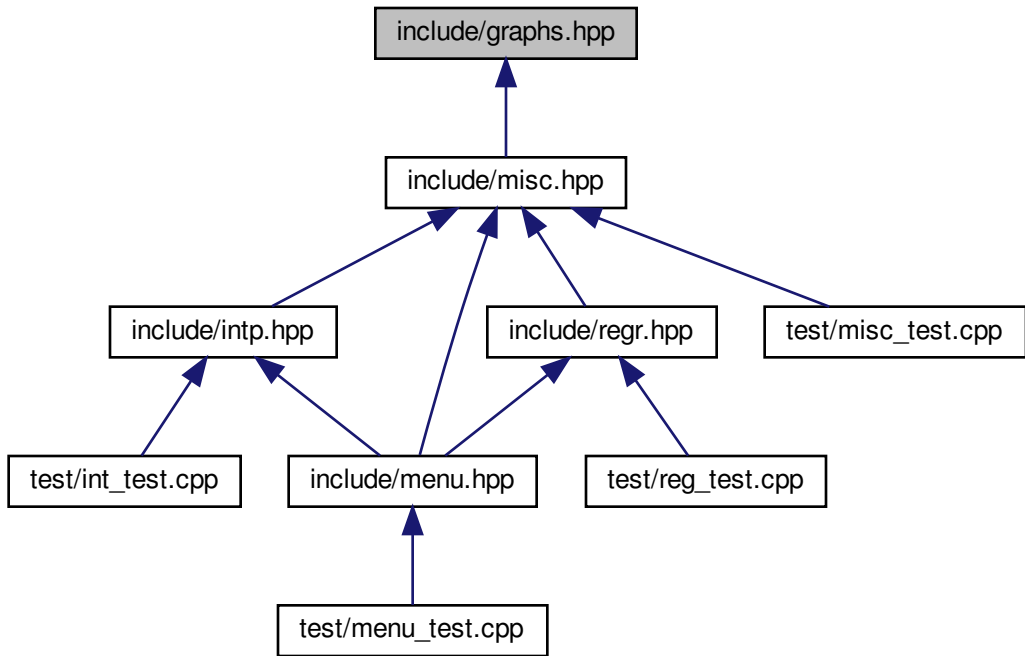 include/graphs.hpp
include/misc.hpp
include/intp.hpp
include/regr.hpp
test/misc_test.cpp
test/int_test.cpp
include/menu.hpp
test/reg_test.cpp
test/menu_test.cpp